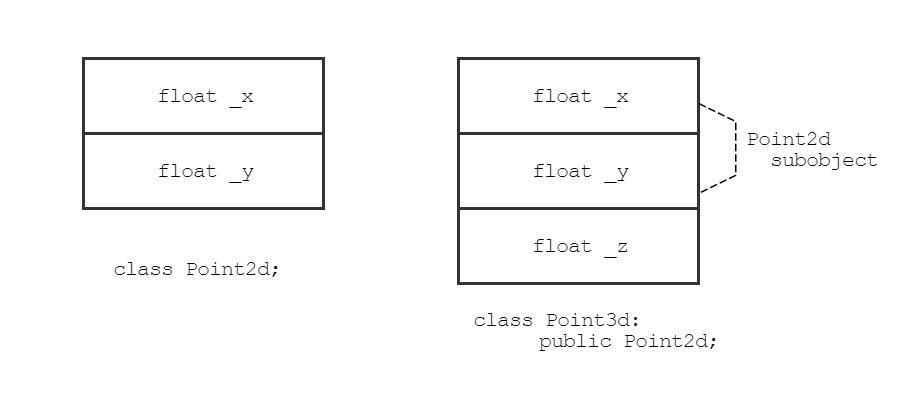 float _x
float _y
class Point2d;
float _x
float _y
float _z
Point2d
subobject
class Point3d:
public Point2d;